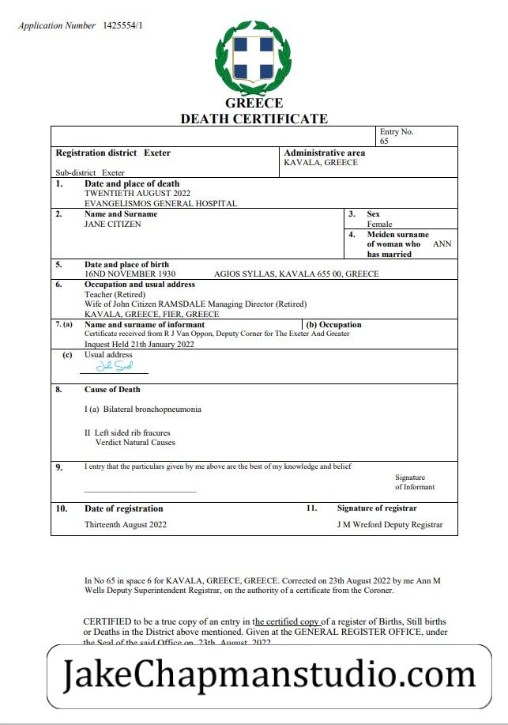 Application Number 1425554/1
GREECE
DEATH CERTIFICATE
Entry No.
65
Registration district Exeter
Administrative area
KAVALA, GREECE
Sub-district Exeter
1. Date and place of death
TWENTIETH AUGUST 2022
EVANGELISMOS GENERAL HOSPITAL
2. Name and Surname
JANE CITIZEN
3. Sex
Female
4. Meiden surname
of woman who ANN
has married
5. Date and place of birth
16ND NOVEMBER 1930 AGIOS SYLLAS, KAVALA 655 00, GREECE
6. Occupation and usual address
Teacher (Retired)
Wife of John Citizen RAMSDALE Managing Director (Retired)
KAVALA, GREECE, FIER, GREECE
7. (a) Name and surname of informant (b) Occupation
Certificate received from R J Van Oppon, Deputy Corner for The Exeter And Greater
Inquest Held 21th January 2022
(c) Usual address
8. Cause of Death
I (a) Bilateral bronchopneumonia
II Left sided rib fracures
Verdict Natural Causes
9. I entry that the particulars given by me above are the best of my knowledge and belief
Signature
of Informant
10. Date of registration
Thirteenth August 2022
11. Signature of registrar
J M Wreford Deputy Registrar
In No 65 in space 6 for KAVALA, GREECE, GREECE. Corrected on 23th August 2022 by me Ann M
Wells Deputy Superintendent Registrar, on the authority of a certificate from the Coroner.
CERTIFIED to be a true copy of an entry in the certified copy of a register of Births, Still births
or Deaths in the District above mentioned. Given at the GENERAL REGISTER OFFICE, under
the Seal of the said Office on 23th August 2022
JakeChapmanstudio.com